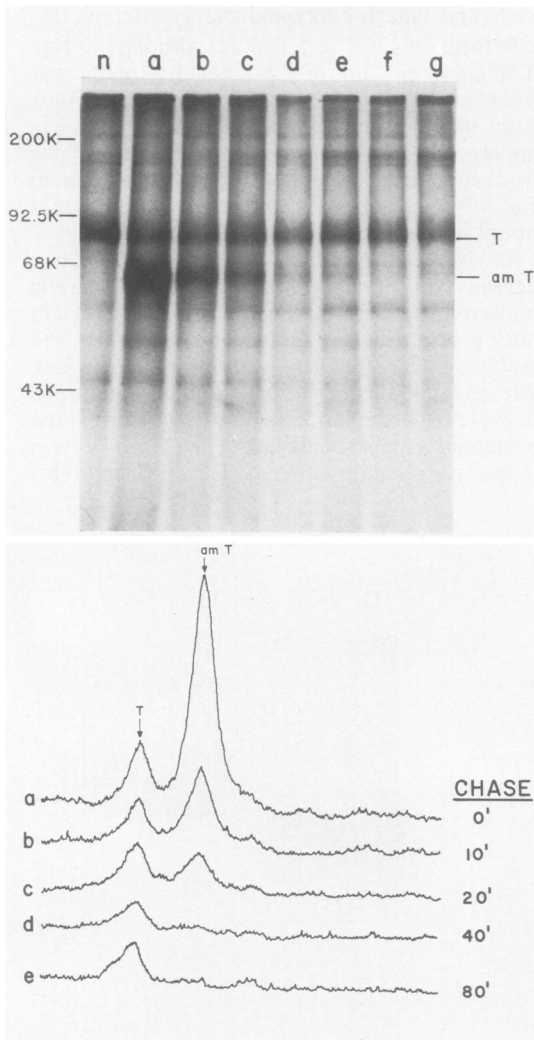 n a b c d e f g
200K
92.5K
T
68K
am T
43K
am T
T
CHASE
a 0'
b 10'
c 20'
d 40'
e 80'